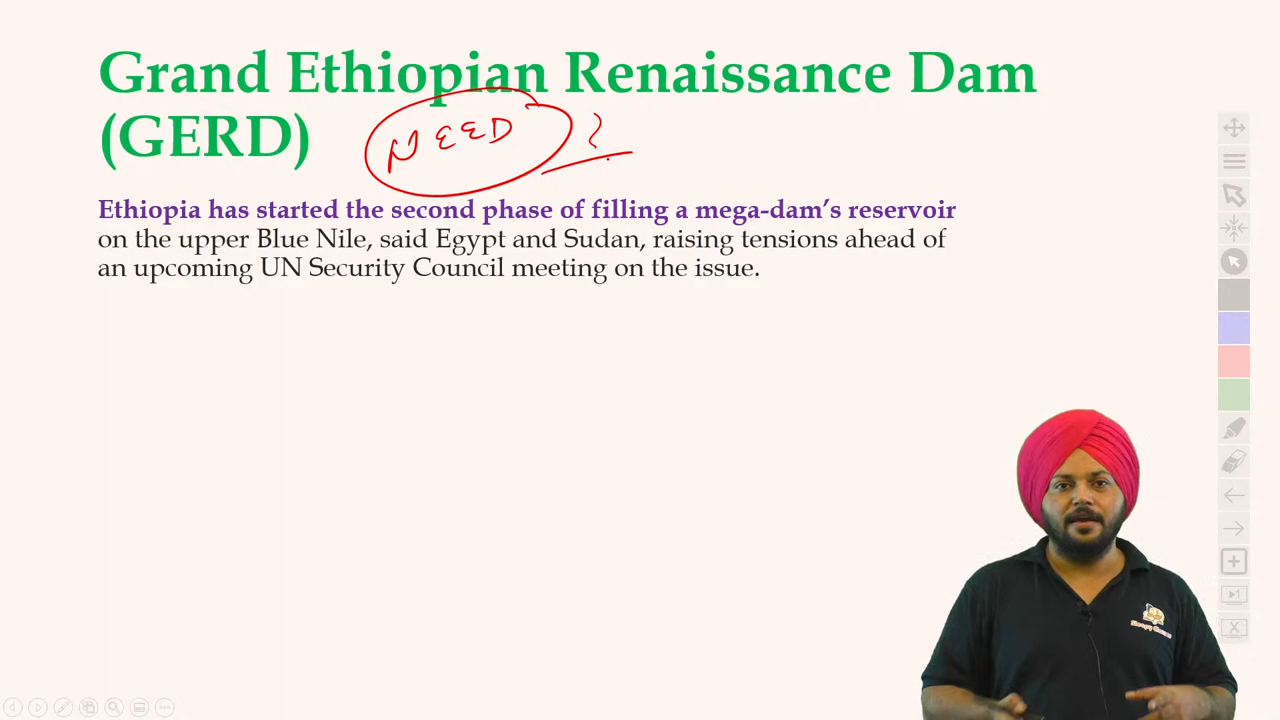 Grand Ethiopian Renaissance Dam
(GERD)
NEED ?
Ethiopia has started the second phase of filling a mega-dam’s reservoir
on the upper Blue Nile, said Egypt and Sudan, raising tensions ahead of
an upcoming UN Security Council meeting on the issue.